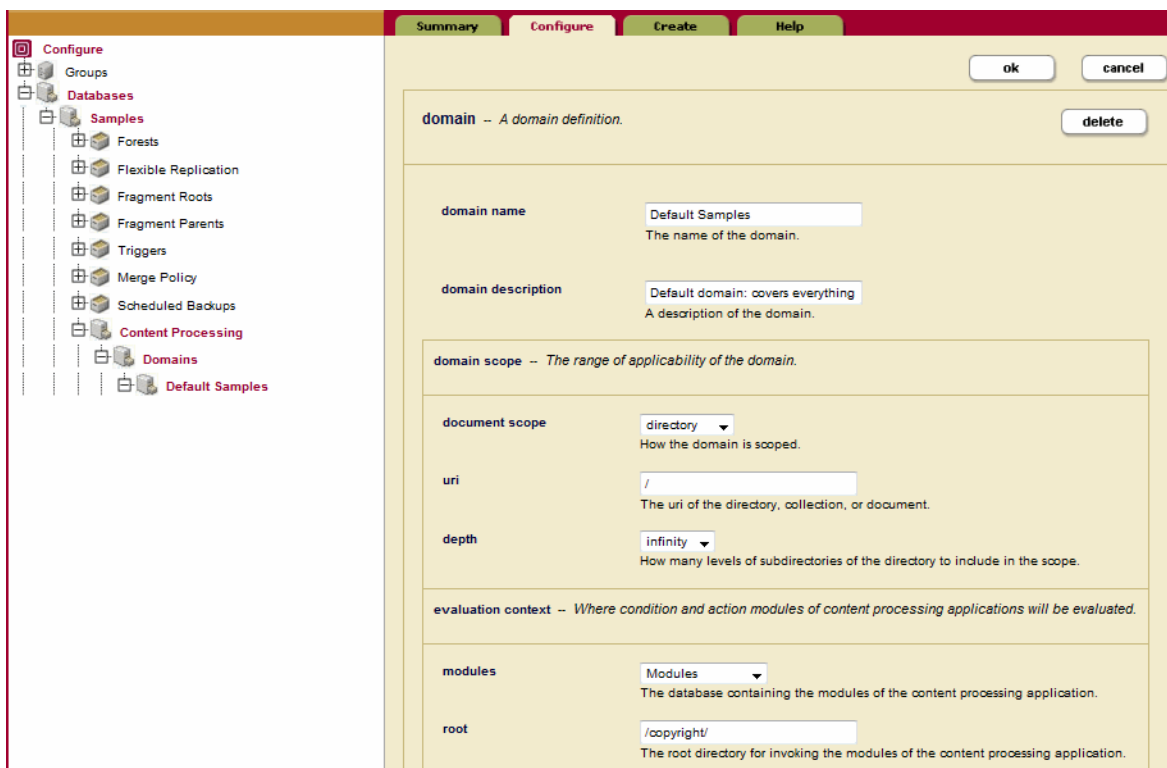 Summary Configure Create Help
Configure
Groups
Databases
Samples
Forests
Flexible Replication
Fragment Roots
Fragment Parents
Triggers
Merge Policy
Scheduled Backups
Content Processing
Domains
Default Samples
ok cancel
domain -- A domain definition. delete
domain name Default Samples
The name of the domain.
domain description Default domain: covers everything
A description of the domain.
domain scope -- The range of applicability of the domain.
document scope directory
How the domain is scoped.
uri /
The uri of the directory, collection, or document.
depth infinity
How many levels of subdirectories of the directory to include in the scope.
evaluation context -- Where condition and action modules of content processing applications will be evaluated.
modules Modules
The database containing the modules of the content processing application.
root /copyright/
The root directory for invoking the modules of the content processing application.